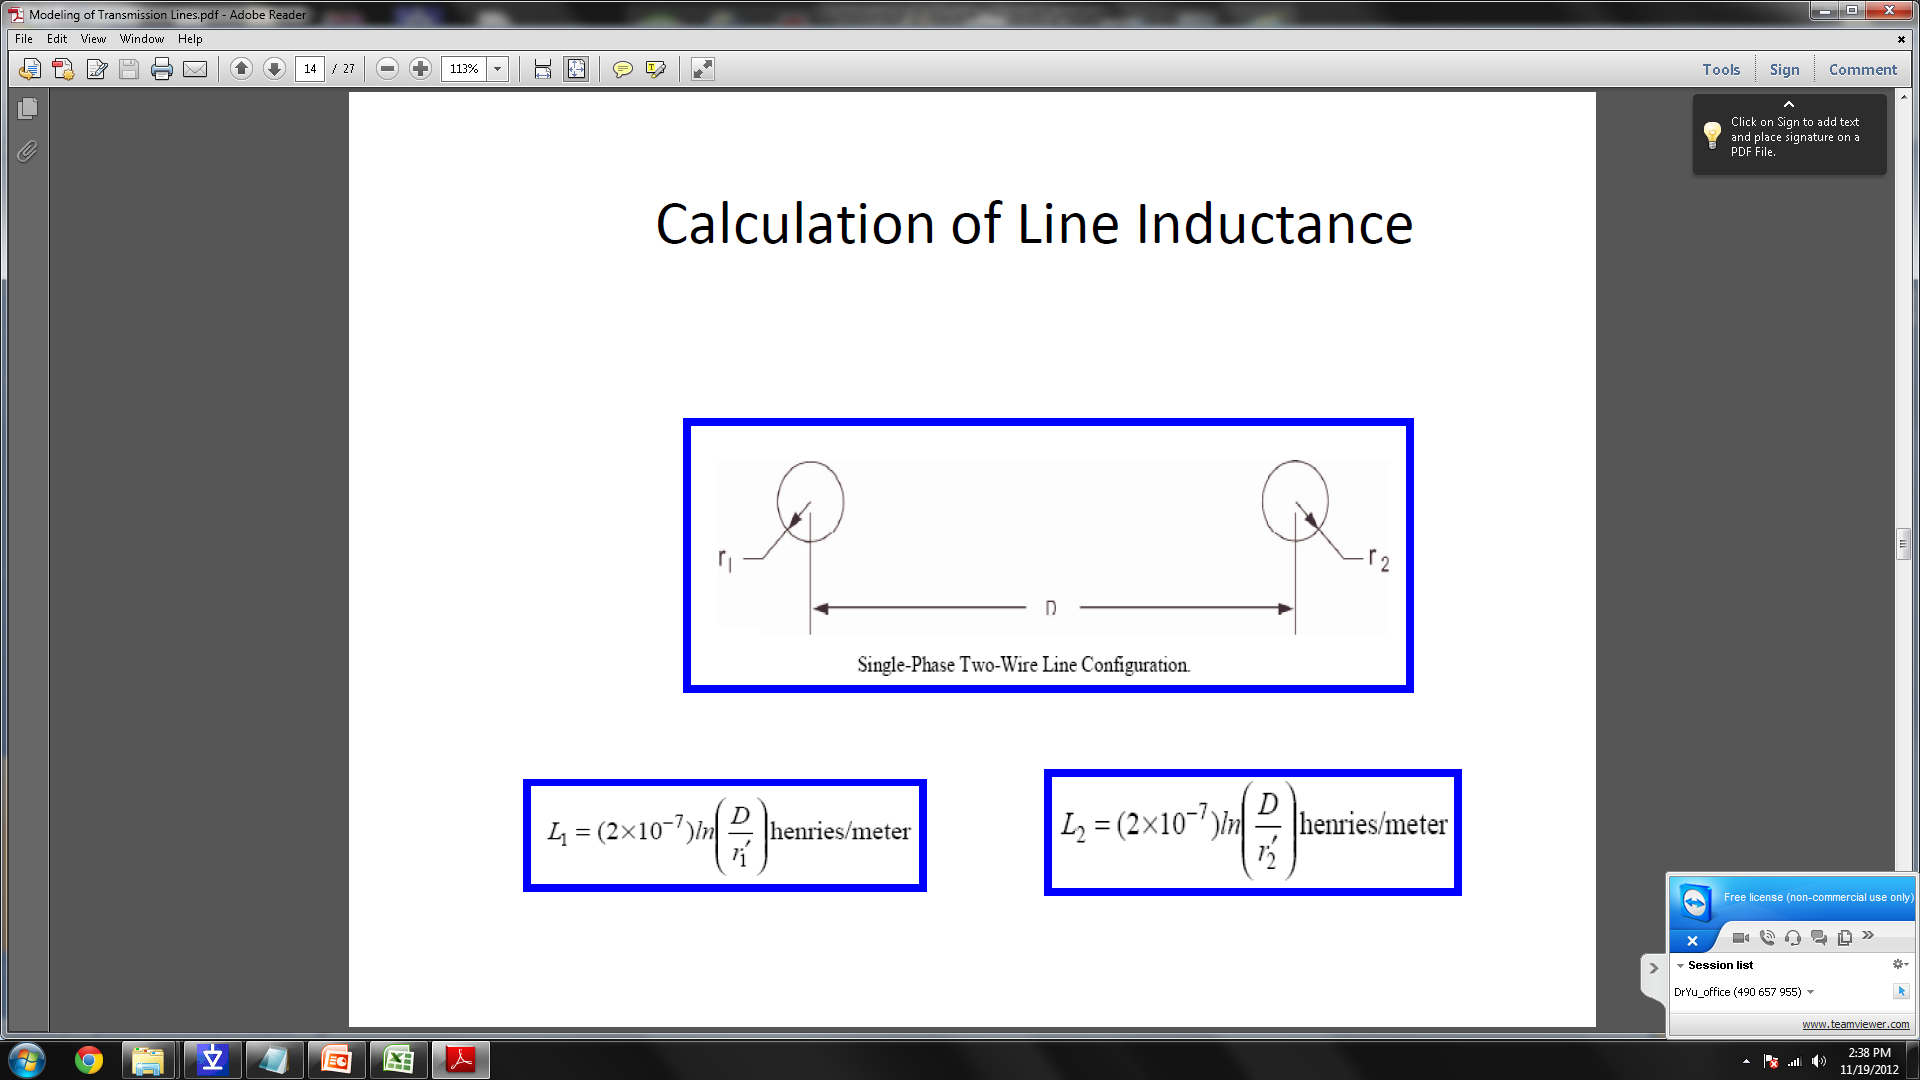 Modeling of Transmission Lines.pdf - Adobe Reader
File Edit View Window Help
14 / 27 113% Tools Sign Comment
Click on Sign to add text
and place signature on a
PDF File.
Calculation of Line Inductance
r1 r2
D
Single-Phase Two-Wire Line Configuration.
L₁ = (2×10⁻⁷)ln(D/r₁′) henries/meter
L₂ = (2×10⁻⁷)ln(D/r₂′) henries/meter
Free license (non-commercial use only)
Session list
DrYu_office (490 657 955)
www.teamviewer.com
2:38 PM
11/19/2012